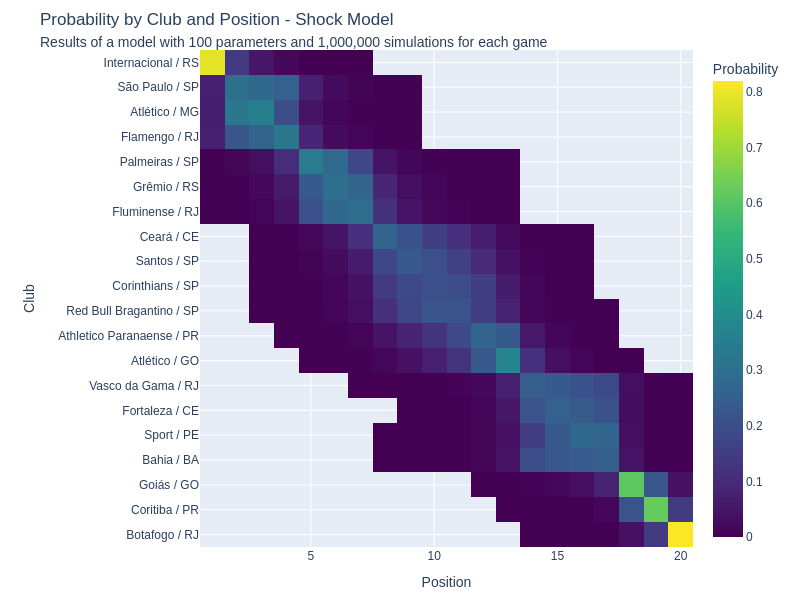 Probability by Club and Position - Shock Model
Results of a model with 100 parameters and 1,000,000 simulations for each game
Probability
Club
Internacional / RS
São Paulo / SP
Atlético / MG
Flamengo / RJ
Palmeiras / SP
Grêmio / RS
Fluminense / RJ
Ceará / CE
Santos / SP
Corinthians / SP
Red Bull Bragantino / SP
Athletico Paranaense / PR
Atlético / GO
Vasco da Gama / RJ
Fortaleza / CE
Sport / PE
Bahia / BA
Goiás / GO
Coritiba / PR
Botafogo / RJ
0.8
0.7
0.6
0.5
0.4
0.3
0.2
0.1
0
5 10 15 20
Position